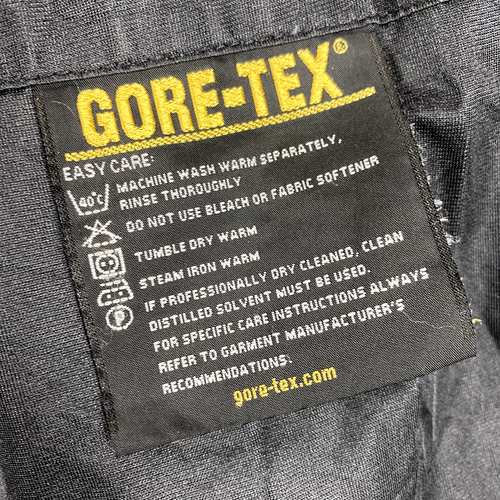 GORE-TEX®
EASY CARE:
40°C MACHINE WASH WARM SEPARATELY,
RINSE THOROUGHLY
DO NOT USE BLEACH OR FABRIC SOFTENER
TUMBLE DRY WARM
STEAM IRON WARM
P IF PROFESSIONALLY DRY CLEANED, CLEAN
DISTILLED SOLVENT MUST BE USED.
FOR SPECIFIC CARE INSTRUCTIONS ALWAYS
REFER TO GARMENT MANUFACTURER'S
RECOMMENDATIONS.
gore-tex.com